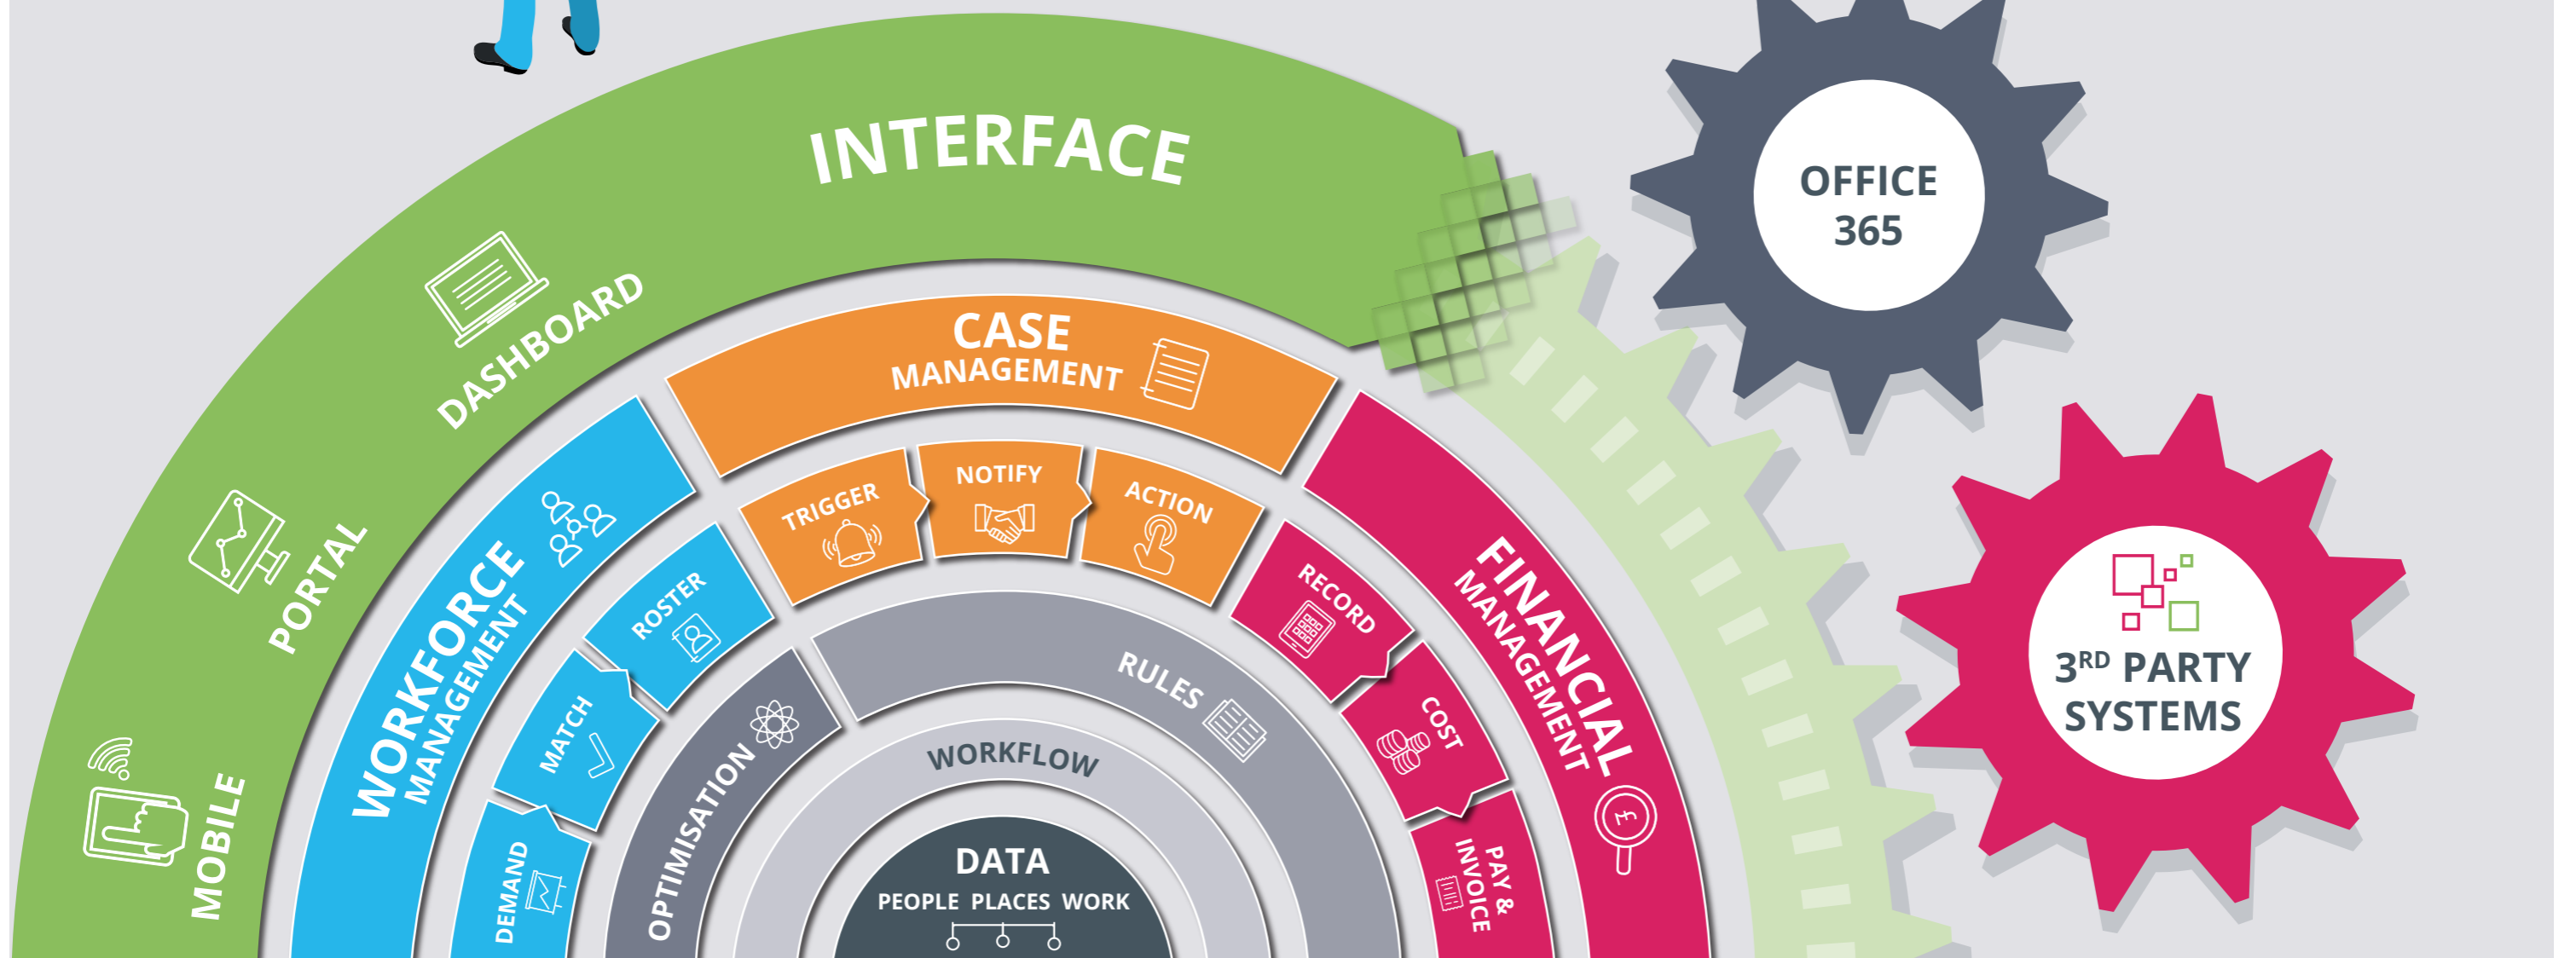 INTERFACE
DASHBOARD
PORTAL
MOBILE
CASE
MANAGEMENT
TRIGGER
NOTIFY
ACTION
WORKFORCE
MANAGEMENT
ROSTER
MATCH
DEMAND
FINANCIAL
MANAGEMENT
£
RECORD
COST
PAY &
INVOICE
OPTIMISATION
RULES
WORKFLOW
DATA
PEOPLE PLACES WORK
OFFICE
365
3RD PARTY
SYSTEMS